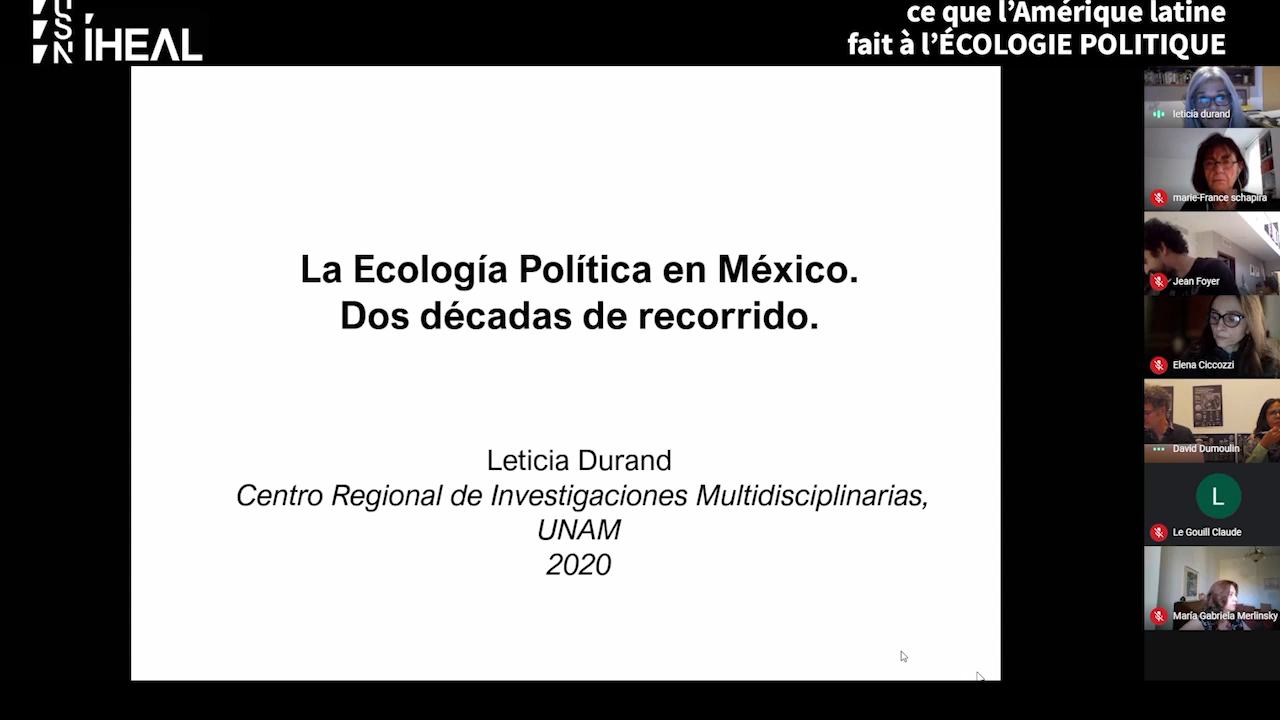 USN
ÍHEAL
ce que l'Amérique latine
fait à l'ÉCOLOGIE POLITIQUE
La Ecología Política en México.
Dos décadas de recorrido.
Leticia Durand
Centro Regional de Investigaciones Multidisciplinarias,
UNAM
2020
leticia durand
marie-France schapira
Jean Foyer
Elena Ciccozzi
David Dumoulin
L
Le Gouill Claude
María Gabriela Merlinsky